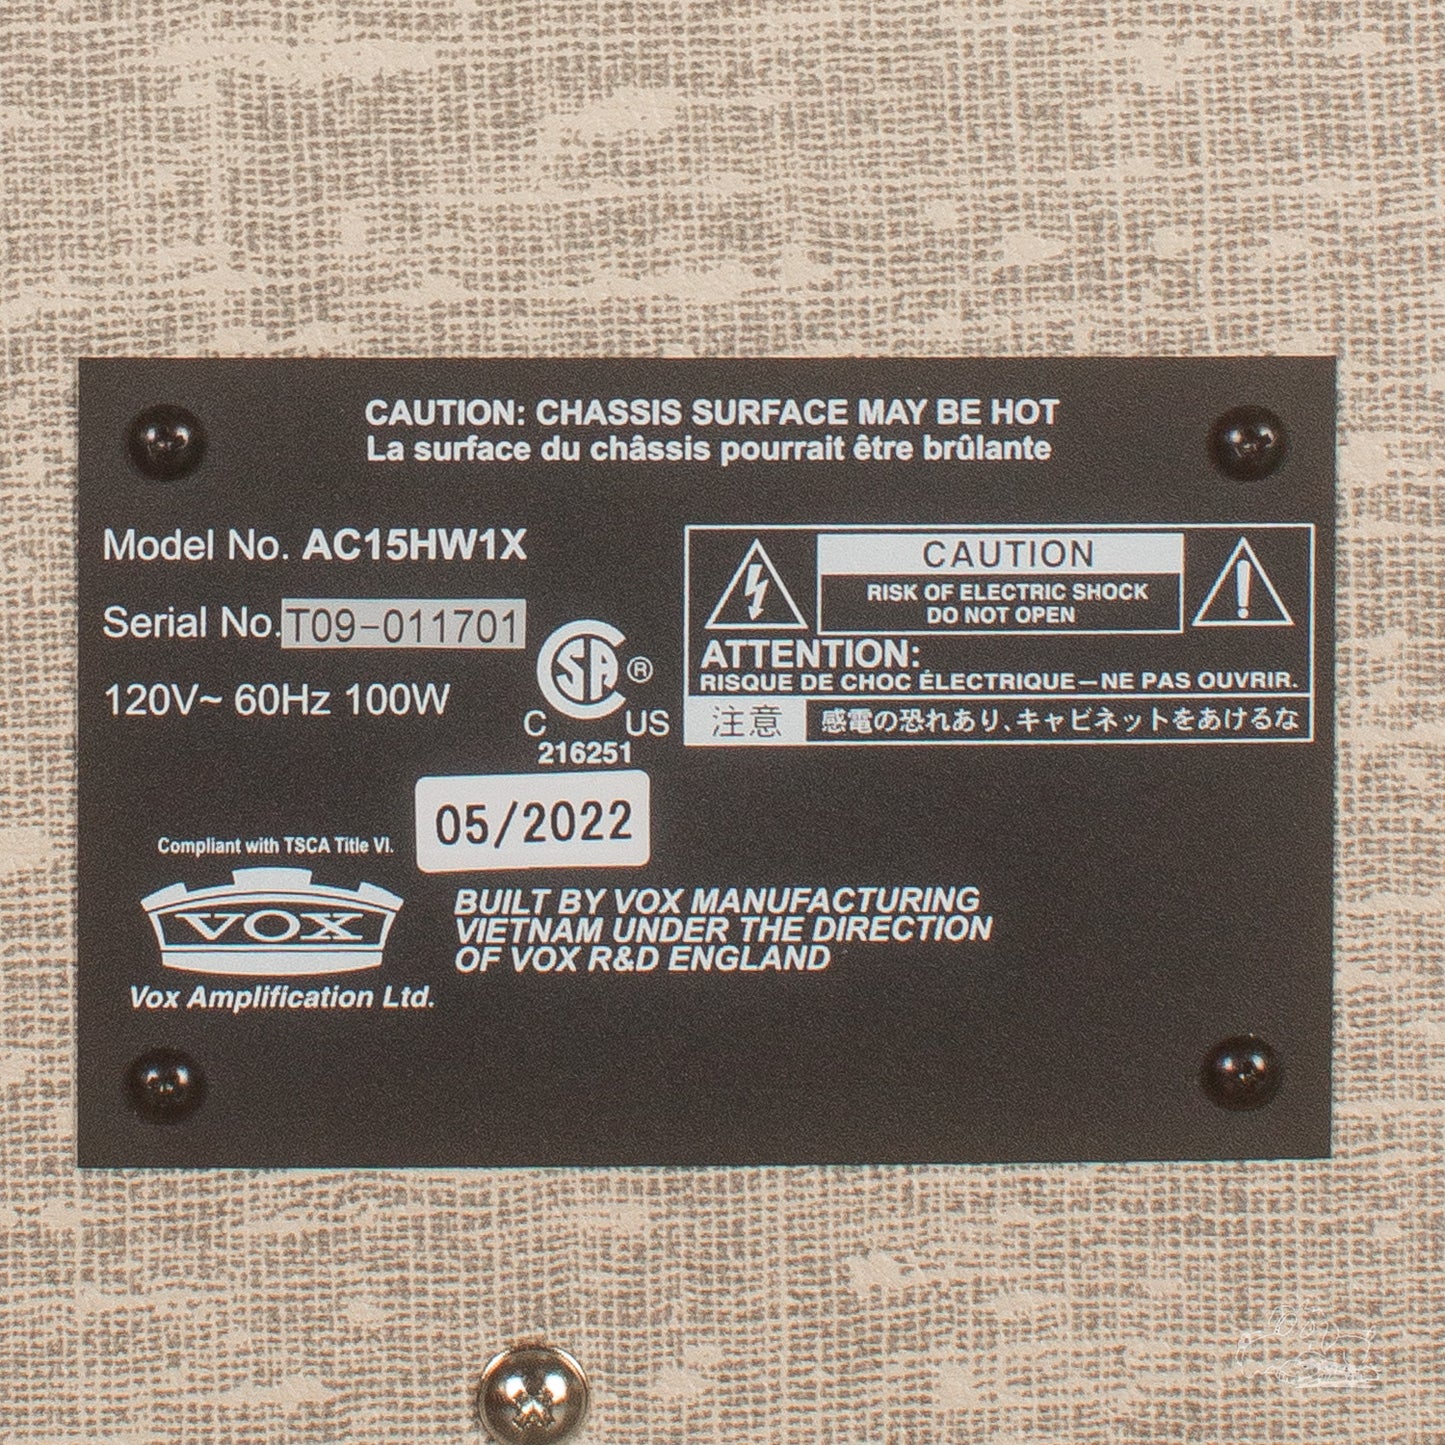 CAUTION: CHASSIS SURFACE MAY BE HOT
La surface du châssis pourrait être brûlante
Model No. AC15HW1X
Serial No. T09-011701
120V~ 60Hz 100W
SA ®
C US
216251
CAUTION
RISK OF ELECTRIC SHOCK
DO NOT OPEN
ATTENTION:
RISQUE DE CHOC ÉLECTRIQUE—NE PAS OUVRIR.
注意 感電の恐れあり、キャビネットをあけるな
05/2022
Compliant with TSCA Title VI.
VOX
Vox Amplification Ltd.
BUILT BY VOX MANUFACTURING
VIETNAM UNDER THE DIRECTION
OF VOX R&D ENGLAND